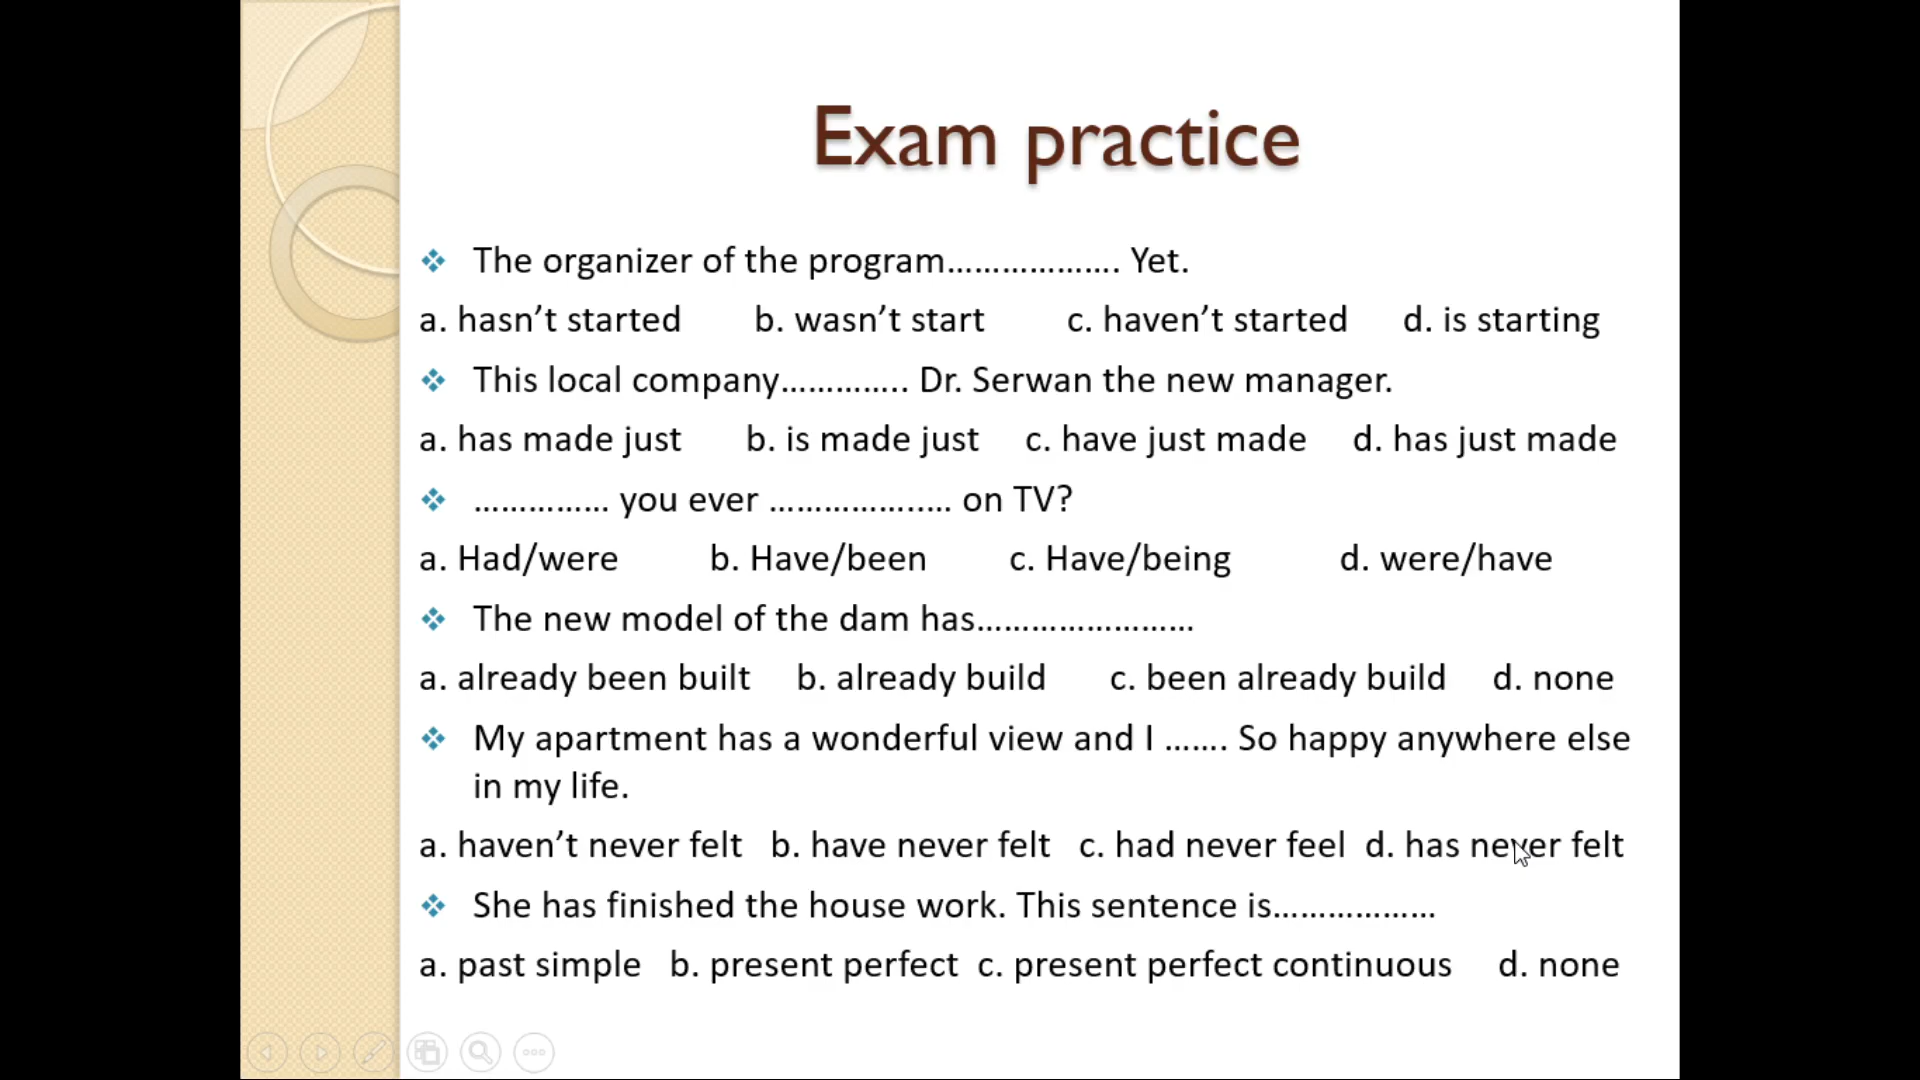 Exam practice
❖ The organizer of the program................... Yet.
a. hasn’t started b. wasn’t start c. haven’t started d. is starting
❖ This local company.............. Dr. Serwan the new manager.
a. has made just b. is made just c. have just made d. has just made
❖ ............... you ever .................... on TV?
a. Had/were b. Have/been c. Have/being d. were/have
❖ The new model of the dam has........................
a. already been built b. already build c. been already build d. none
❖ My apartment has a wonderful view and I ....... So happy anywhere else
in my life.
a. haven’t never felt b. have never felt c. had never feel d. has never felt
❖ She has finished the house work. This sentence is..................
a. past simple b. present perfect c. present perfect continuous d. none